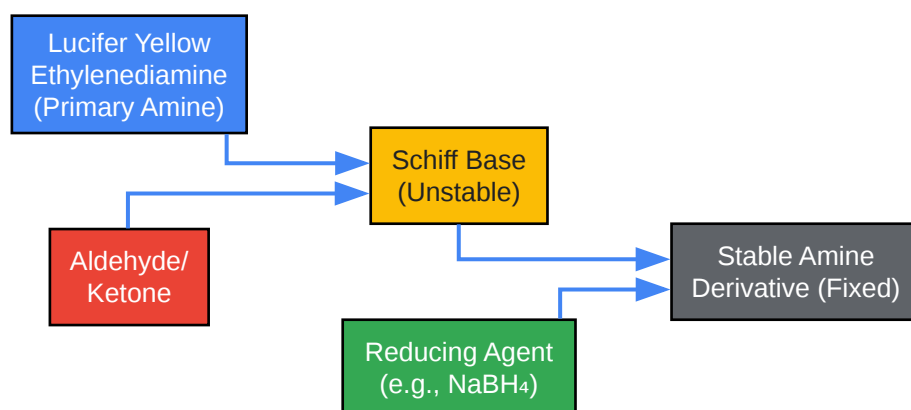 Lucifer Yellow
Ethylenediamine
(Primary Amine)
Schiff Base
(Unstable)
Aldehyde/
Ketone
Stable Amine
Derivative (Fixed)
Reducing Agent
(e.g., NaBH₄)